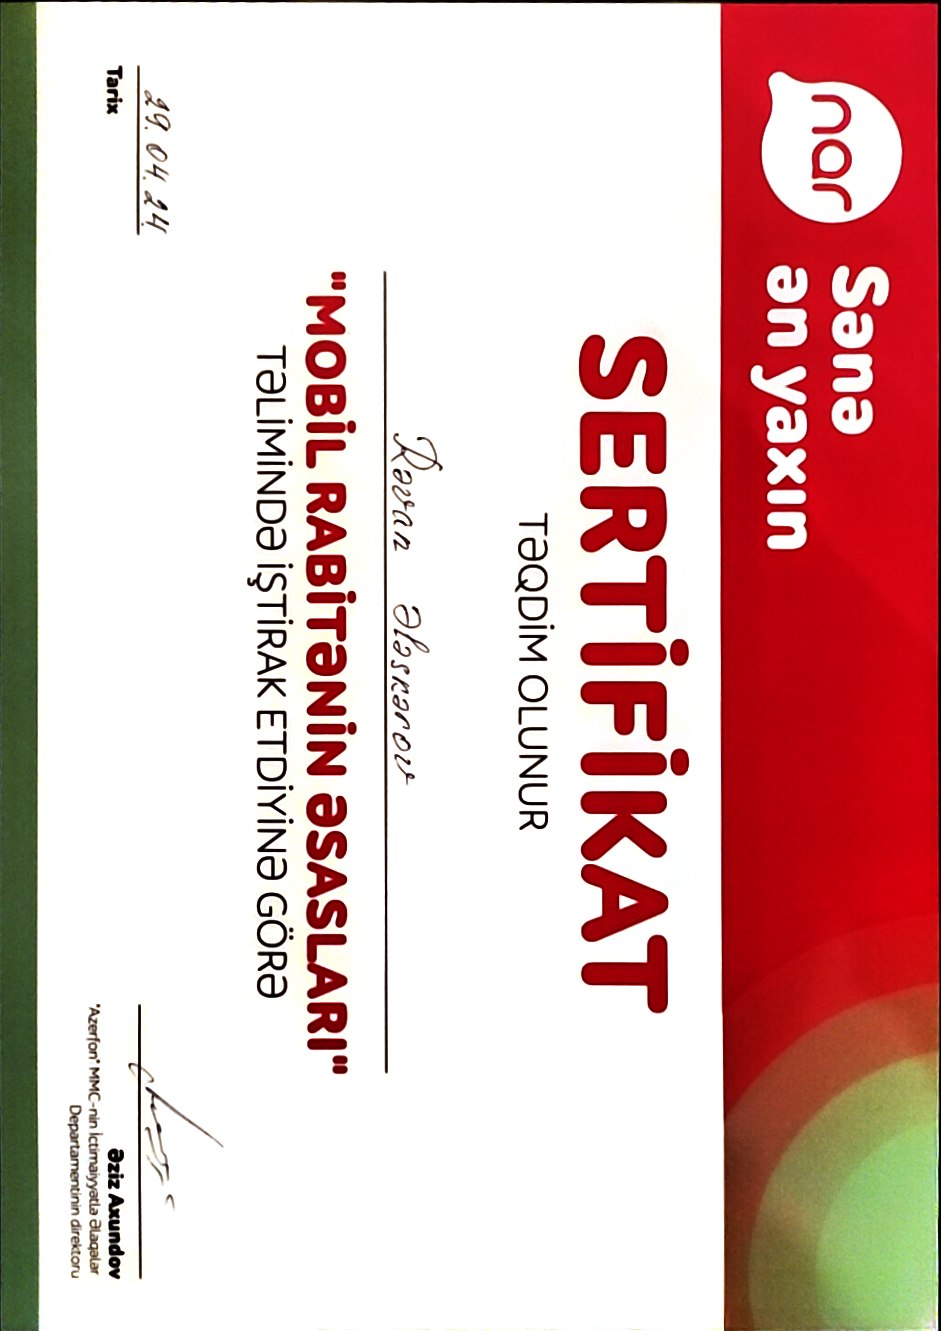 nar
Sənə
ən yaxın
SERTİFİKAT
TƏQDİM OLUNUR
Rəvan Ələskərov
"MOBİL RABİTƏNİN ƏSASLARI"
TƏLİMİNDƏ İŞTİRAK ETDİYİNƏ GÖRƏ
29.04.24
Tarix
Əziz Axundov
"Azerfon" MMC-nin İctimaiyyətlə Əlaqələr
Departamentinin direktoru